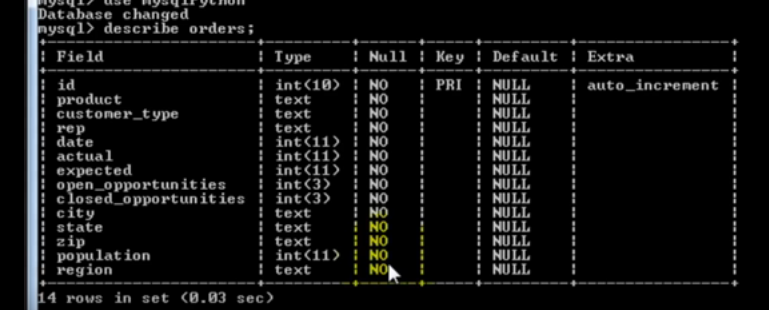 mysql> use mysqlPython
Database changed
mysql> describe orders;
Field Type Null Key Default Extra
id int(10) NO PRI NULL auto_increment
product text NO NULL
customer_type text NO NULL
rep text NO NULL
date int(11) NO NULL
actual int(11) NO NULL
expected int(11) NO NULL
open_opportunities int(3) NO NULL
closed_opportunities int(3) NO NULL
city text NO NULL
state text NO NULL
zip text NO NULL
population int(11) NO NULL
region text NO NULL
14 rows in set (0.03 sec)